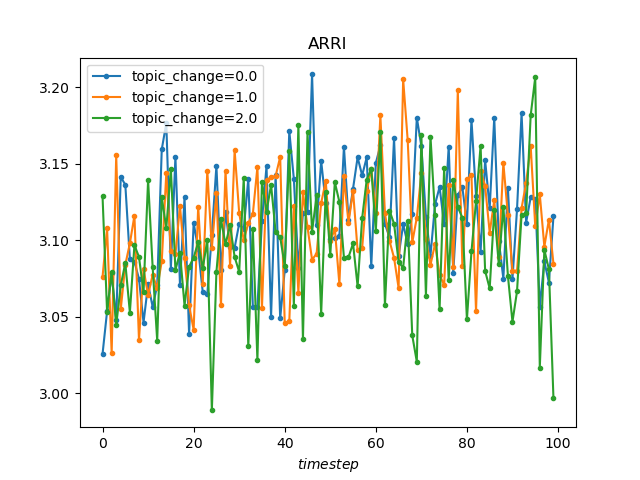 ARRI
topic_change=0.0
topic_change=1.0
topic_change=2.0
3.20
3.15
3.10
3.05
3.00
0 20 40 60 80 100
timestep